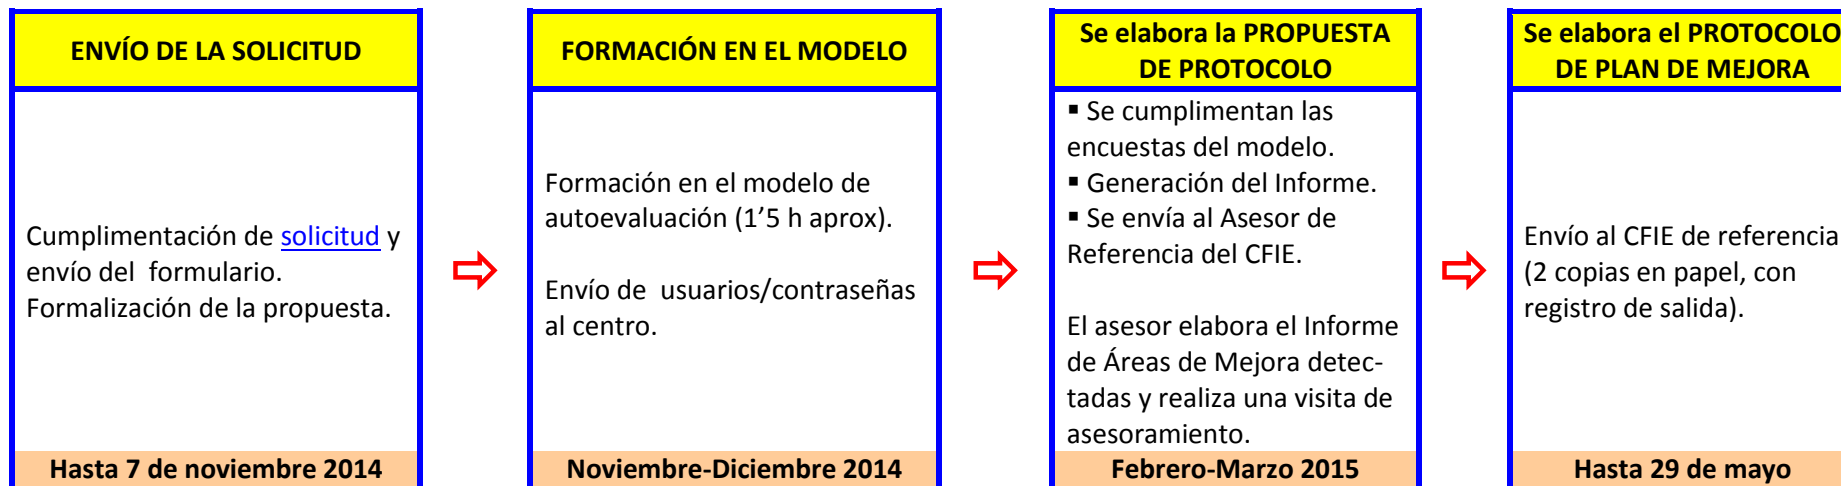 ENVÍO DE LA SOLICITUD
Cumplimentación de solicitud y
envío del formulario.
Formalización de la propuesta.
Hasta 7 de noviembre 2014
FORMACIÓN EN EL MODELO
Formación en el modelo de
autoevaluación (1’5 h aprox).
Envío de usuarios/contraseñas
al centro.
Noviembre-Diciembre 2014
Se elabora la PROPUESTA
DE PROTOCOLO
▪ Se cumplimentan las
encuestas del modelo.
▪ Generación del Informe.
▪ Se envía al Asesor de
Referencia del CFIE.
El asesor elabora el Informe
de Áreas de Mejora detec-
tadas y realiza una visita de
asesoramiento.
Febrero-Marzo 2015
Se elabora el PROTOCOLO
DE PLAN DE MEJORA
Envío al CFIE de referencia
(2 copias en papel, con
registro de salida).
Hasta 29 de mayo